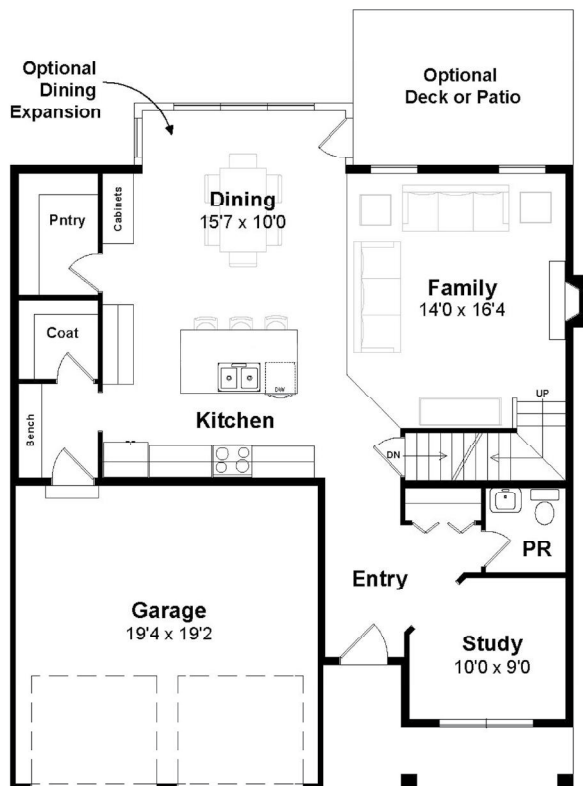 Optional
Dining
Expansion
Optional
Deck or Patio
Pntry
Cabinets
Dining
15'7 x 10'0
Family
14'0 x 16'4
Coat
DW
Kitchen
UP
Bench
DN
PR
Entry
Garage
19'4 x 19'2
Study
10'0 x 9'0